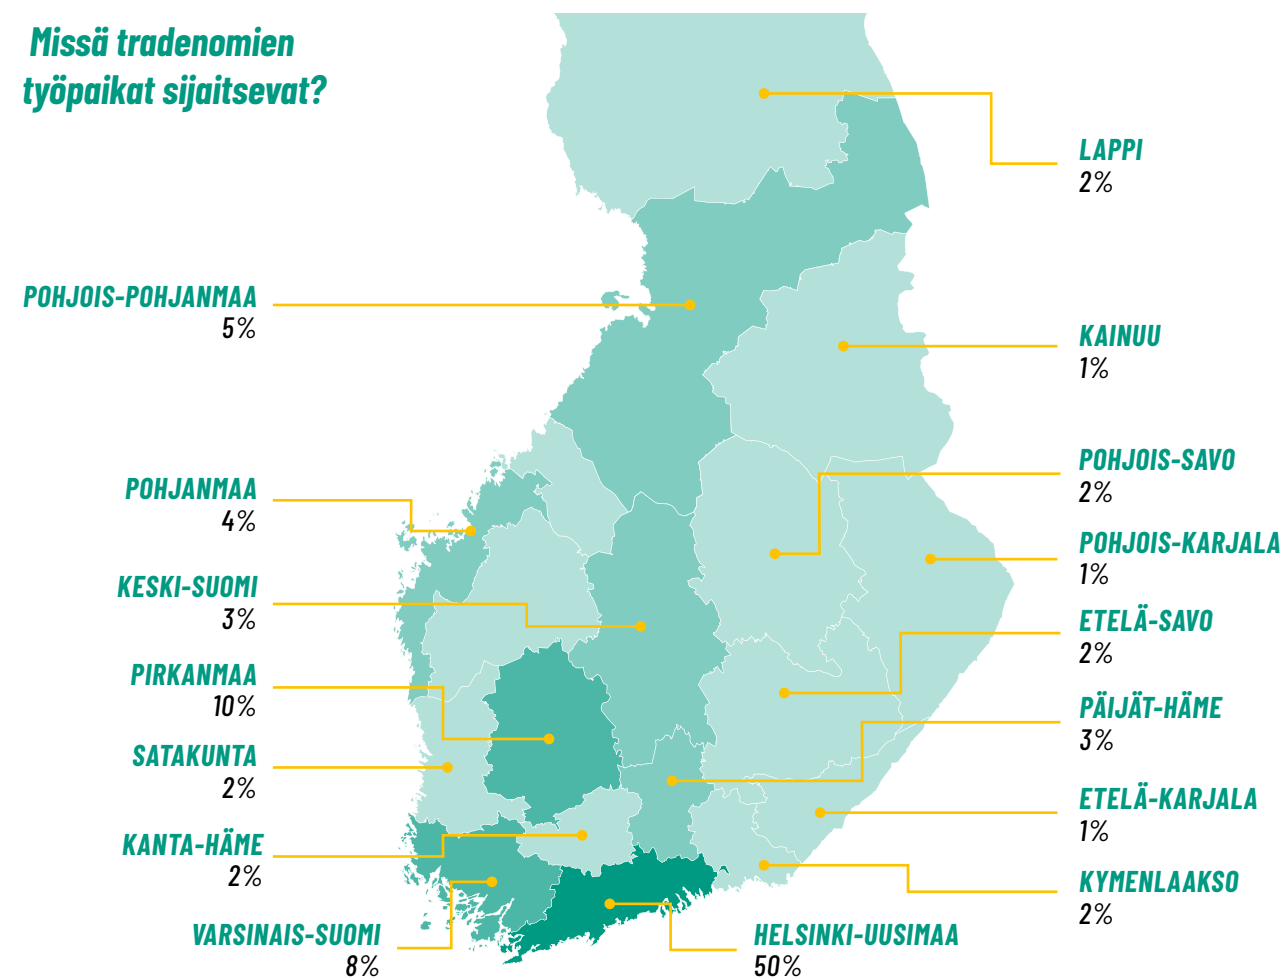 Missä tradenomien
työpaikat sijaitsevat?
LAPPI
2%
POHJOIS-POHJANMAA
5%
KAINUU
1%
POHJOIS-SAVO
2%
POHJANMAA
4%
POHJOIS-KARJALA
1%
KESKI-SUOMI
3%
ETELÄ-SAVO
2%
PIRKANMAA
10%
PÄIJÄT-HÄME
3%
SATAKUNTA
2%
ETELÄ-KARJALA
1%
KANTA-HÄME
2%
KYMENLAAKSO
2%
VARSINAIS-SUOMI
8%
HELSINKI-UUSIMAA
50%